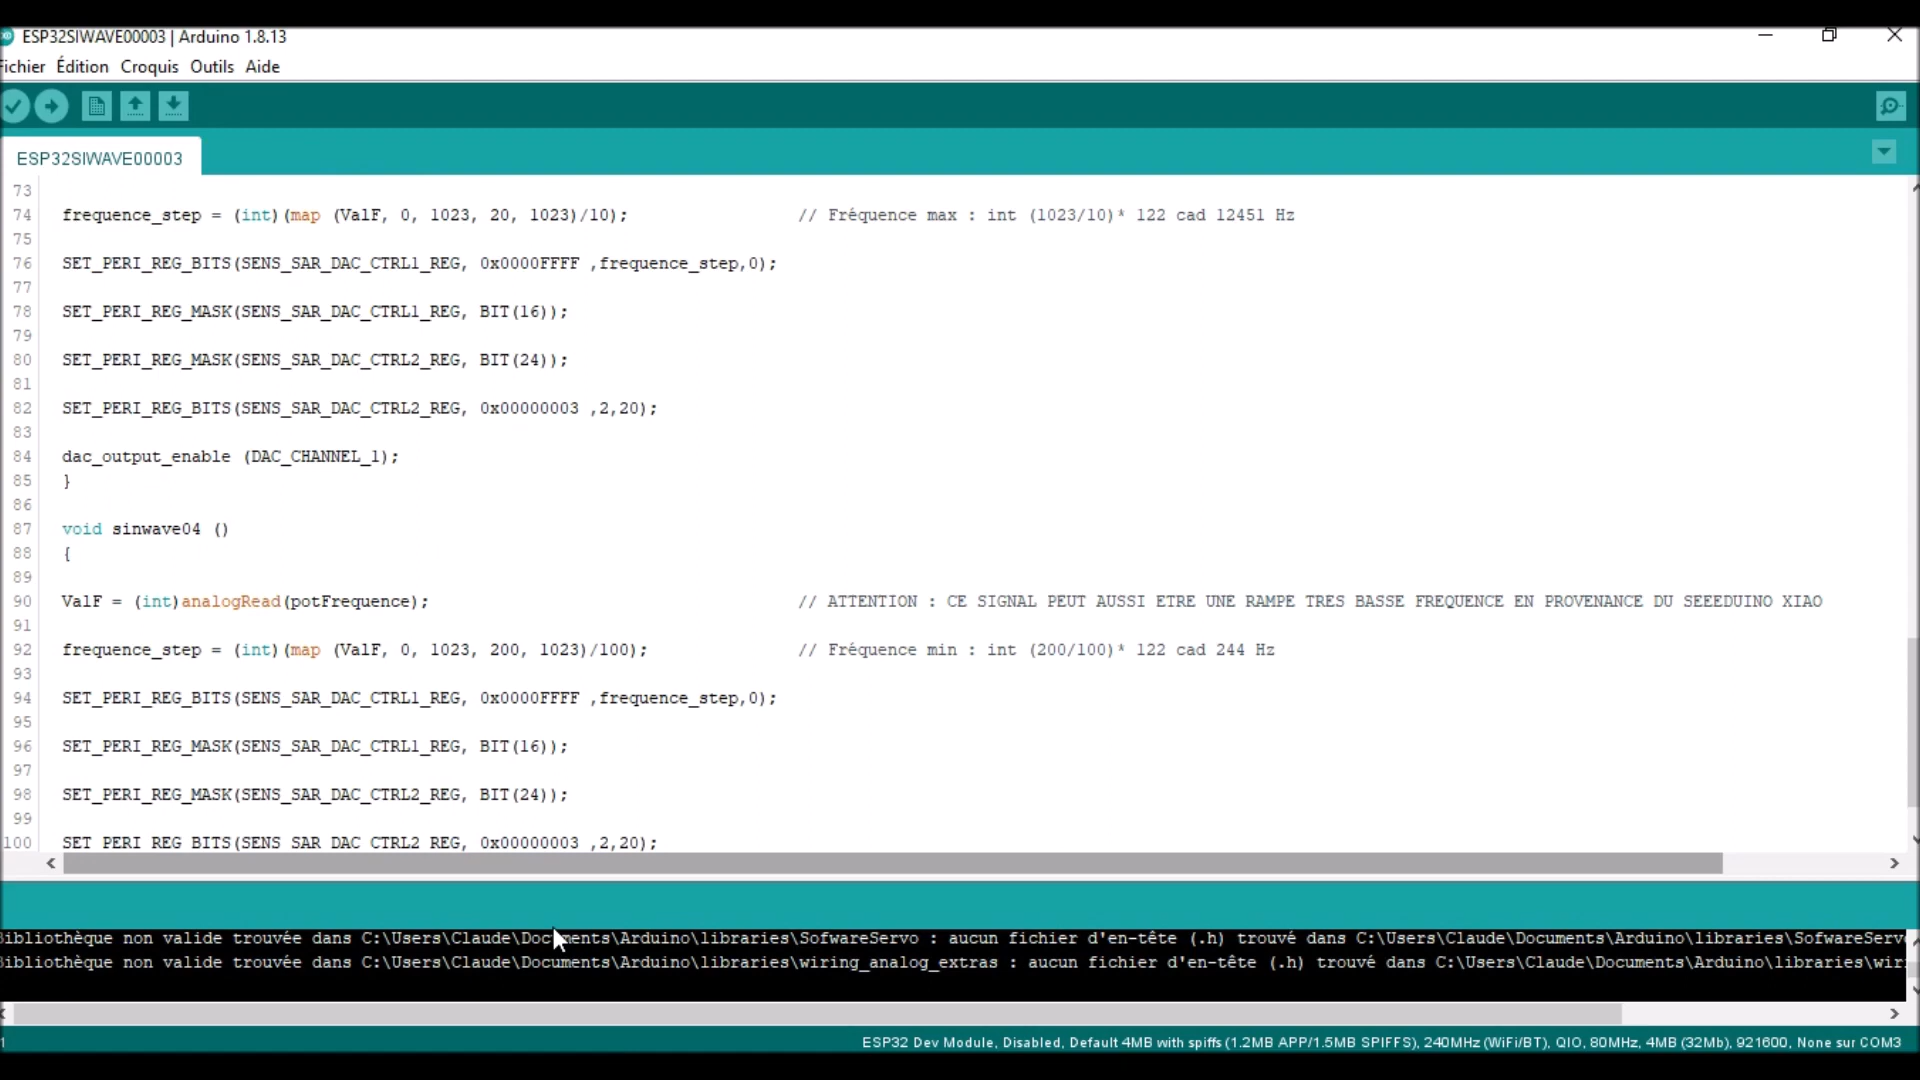 ESP32SIWAVE00003 | Arduino 1.8.13
Fichier Édition Croquis Outils Aide
ESP32SIWAVE00003
73
74 frequence_step = (int)(map (ValF, 0, 1023, 20, 1023)/10); // Fréquence max : int (1023/10)* 122 cad 12451 Hz
75
76 SET_PERI_REG_BITS(SENS_SAR_DAC_CTRL1_REG, 0x0000FFFF ,frequence_step,0);
77
78 SET_PERI_REG_MASK(SENS_SAR_DAC_CTRL1_REG, BIT(16));
79
80 SET_PERI_REG_MASK(SENS_SAR_DAC_CTRL2_REG, BIT(24));
81
82 SET_PERI_REG_BITS(SENS_SAR_DAC_CTRL2_REG, 0x00000003 ,2,20);
83
84 dac_output_enable (DAC_CHANNEL_1);
85 }
86
87 void sinwave04 ()
88 {
89
90 ValF = (int)analogRead(potFrequence); // ATTENTION : CE SIGNAL PEUT AUSSI ETRE UNE RAMPE TRES BASSE FREQUENCE EN PROVENANCE DU SEEEDUINO XIAO
91
92 frequence_step = (int)(map (ValF, 0, 1023, 200, 1023)/100); // Fréquence min : int (200/100)* 122 cad 244 Hz
93
94 SET_PERI_REG_BITS(SENS_SAR_DAC_CTRL1_REG, 0x0000FFFF ,frequence_step,0);
95
96 SET_PERI_REG_MASK(SENS_SAR_DAC_CTRL1_REG, BIT(16));
97
98 SET_PERI_REG_MASK(SENS_SAR_DAC_CTRL2_REG, BIT(24));
99
100 SET_PERI_REG_BITS(SENS_SAR_DAC_CTRL2_REG, 0x00000003 ,2,20);
Bibliothèque non valide trouvée dans C:\Users\Claude\Documents\Arduino\libraries\SofwareServo : aucun fichier d'en-tête (.h) trouvé dans C:\Users\Claude\Documents\Arduino\libraries\SofwareServ
Bibliothèque non valide trouvée dans C:\Users\Claude\Documents\Arduino\libraries\wiring_analog_extras : aucun fichier d'en-tête (.h) trouvé dans C:\Users\Claude\Documents\Arduino\libraries\wir
1 ESP32 Dev Module, Disabled, Default 4MB with spiffs (1.2MB APP/1.5MB SPIFFS), 240MHz (WiFi/BT), QIO, 80MHz, 4MB (32Mb), 921600, None sur COM3